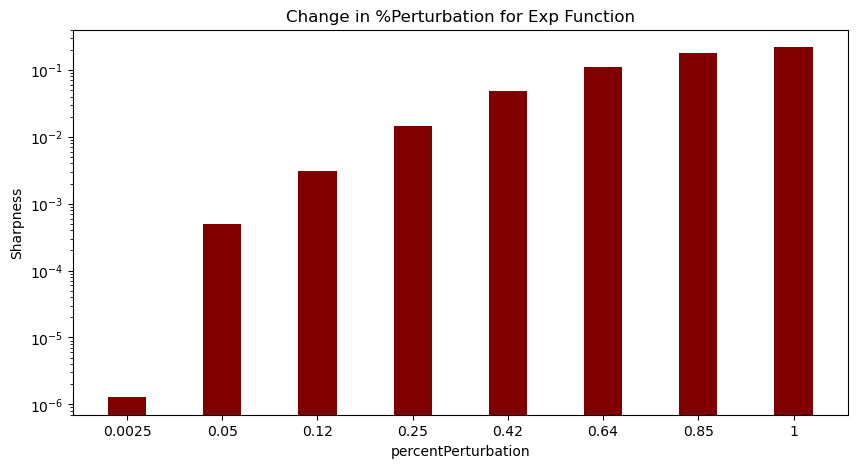 Change in %Perturbation for Exp Function
Sharpness
10⁻¹
10⁻²
10⁻³
10⁻⁴
10⁻⁵
10⁻⁶
0.0025 0.05 0.12 0.25 0.42 0.64 0.85 1
percentPerturbation